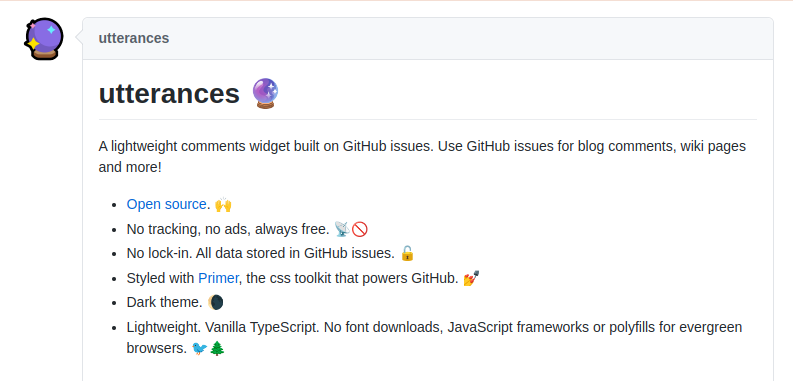 utterances
utterances 🔮
A lightweight comments widget built on GitHub issues. Use GitHub issues for blog comments, wiki pages
and more!
• Open source. 🙌
• No tracking, no ads, always free. 📡🚫
• No lock-in. All data stored in GitHub issues. 🔓
• Styled with Primer, the css toolkit that powers GitHub. 💅
• Dark theme. 🌘
• Lightweight. Vanilla TypeScript. No font downloads, JavaScript frameworks or polyfills for evergreen
browsers. 🐦🌲